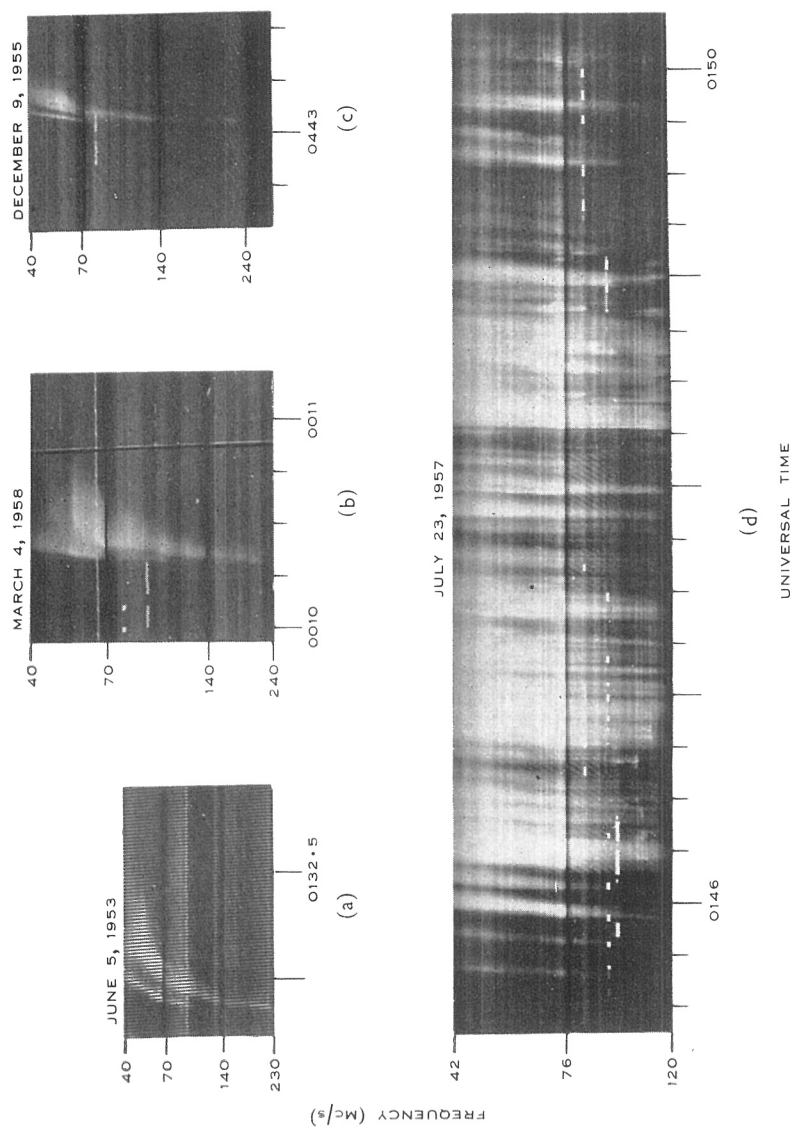 JUNE 5, 1953
40
70
140
230
0132·5
(a)
MARCH 4, 1958
40
70
140
240
0010
0011
(b)
DECEMBER 9, 1955
40
70
140
240
0443
(c)
JULY 23, 1957
42
76
120
0146
0150
(d)
FREQUENCY (Mc/s)
UNIVERSAL TIME